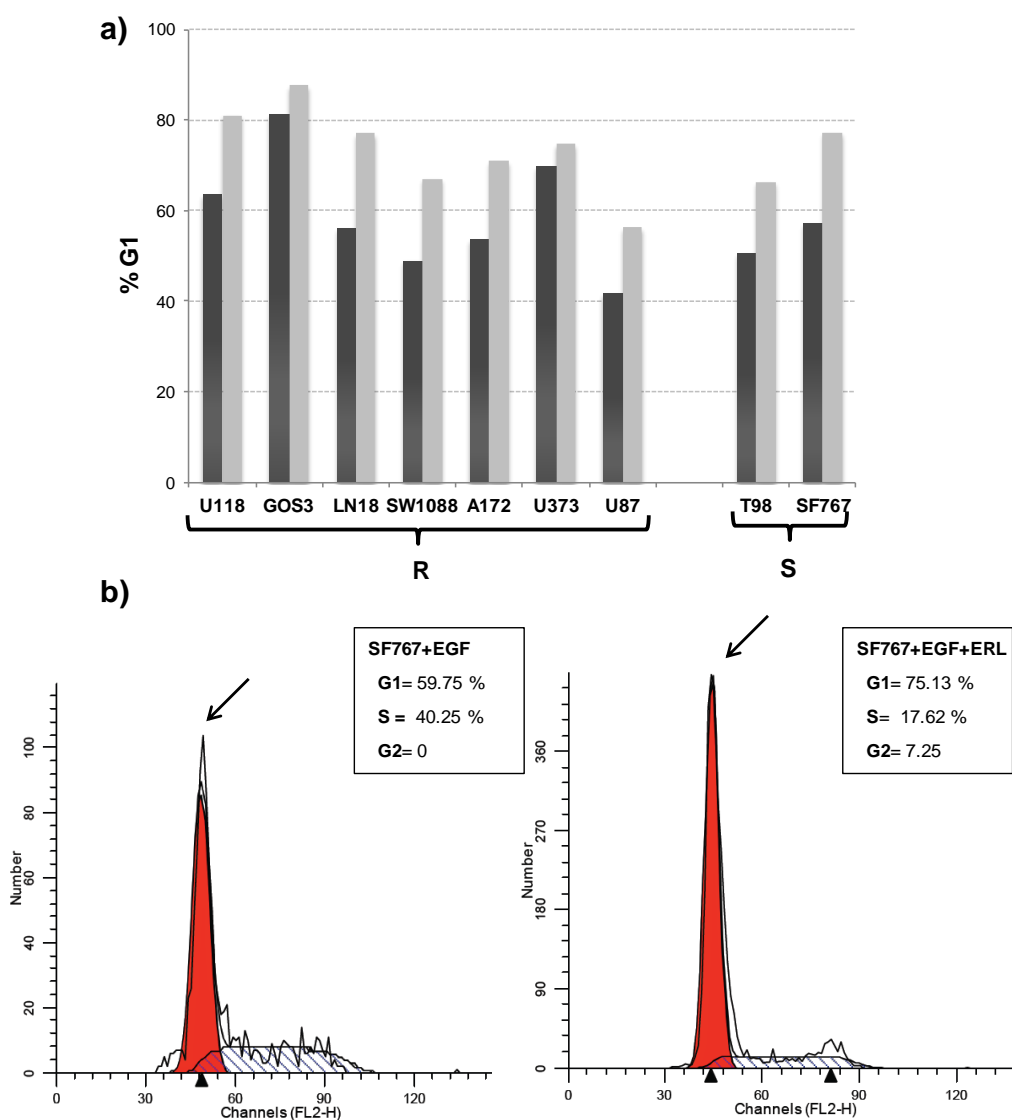 a)
100
80
60
40
20
0
% G1
U118 GOS3 LN18 SW1088 A172 U373 U87 T98 SF767
R S
b)
SF767+EGF
G1= 59.75 %
S = 40.25 %
G2= 0
SF767+EGF+ERL
G1= 75.13 %
S= 17.62 %
G2= 7.25
Number
100
80
60
40
20
0
0 30 60 90 120
Channels (FL2-H)
Number
360
270
180
90
0
0 30 60 90 120
Channels (FL2-H)